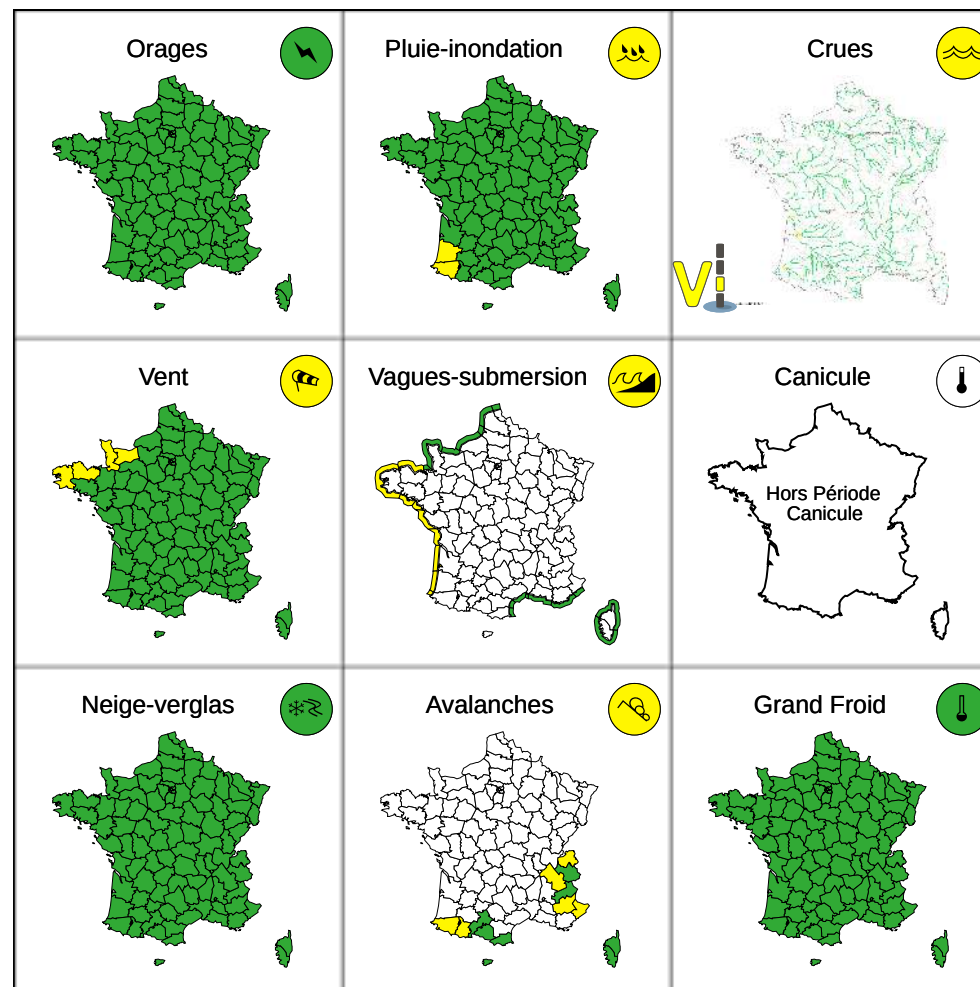 Orages
Pluie-inondation
Crues
Vent
Vagues-submersion
Canicule
Hors Période
Canicule
Neige-verglas
Avalanches
Grand Froid